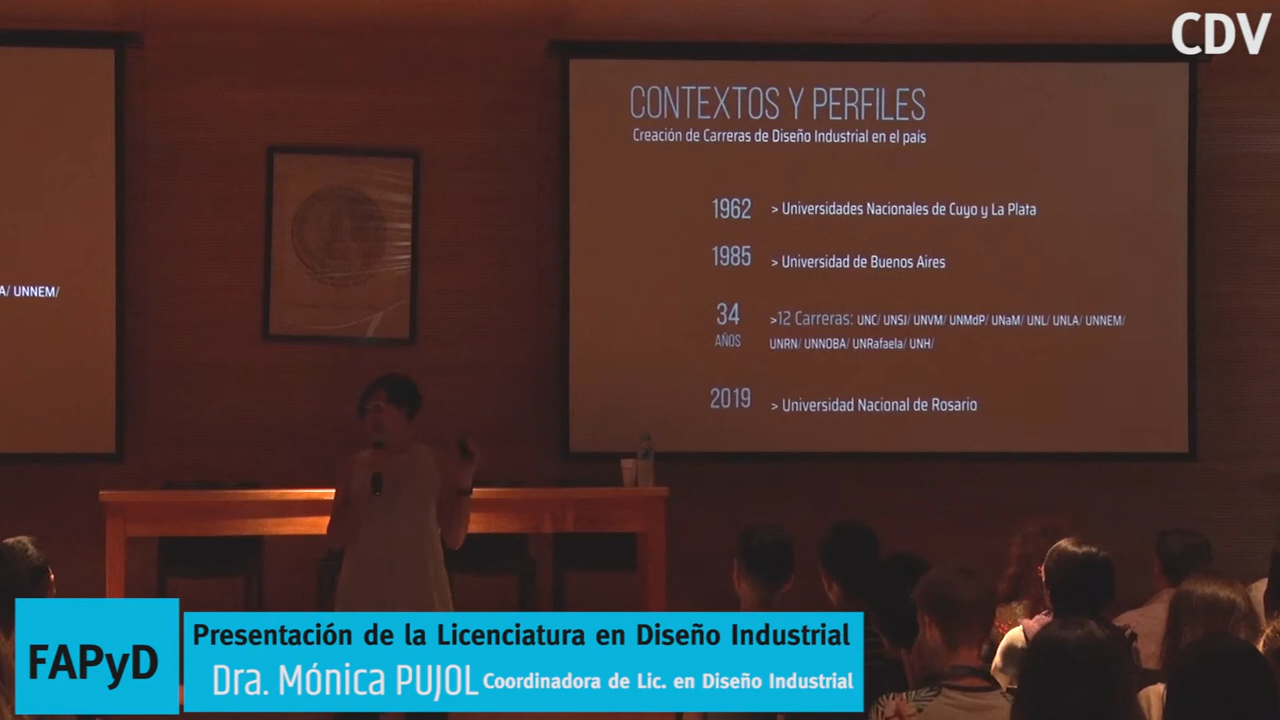 CDV
CONTEXTOS Y PERFILES
Creación de Carreras de Diseño Industrial en el país
1962 > Universidades Nacionales de Cuyo y La Plata
1985 > Universidad de Buenos Aires
34 AÑOS >12 Carreras: UNC/ UNSJ/ UNVM/ UNMdP/ UNaM/ UNL/ UNLA/ UNNEM/
UNRN/ UNNOBA/ UNRafaela/ UNH/
2019 > Universidad Nacional de Rosario
A/ UNNEM/
FAPyD
Presentación de la Licenciatura en Diseño Industrial
Dra. Mónica PUJOL Coordinadora de Lic. en Diseño Industrial